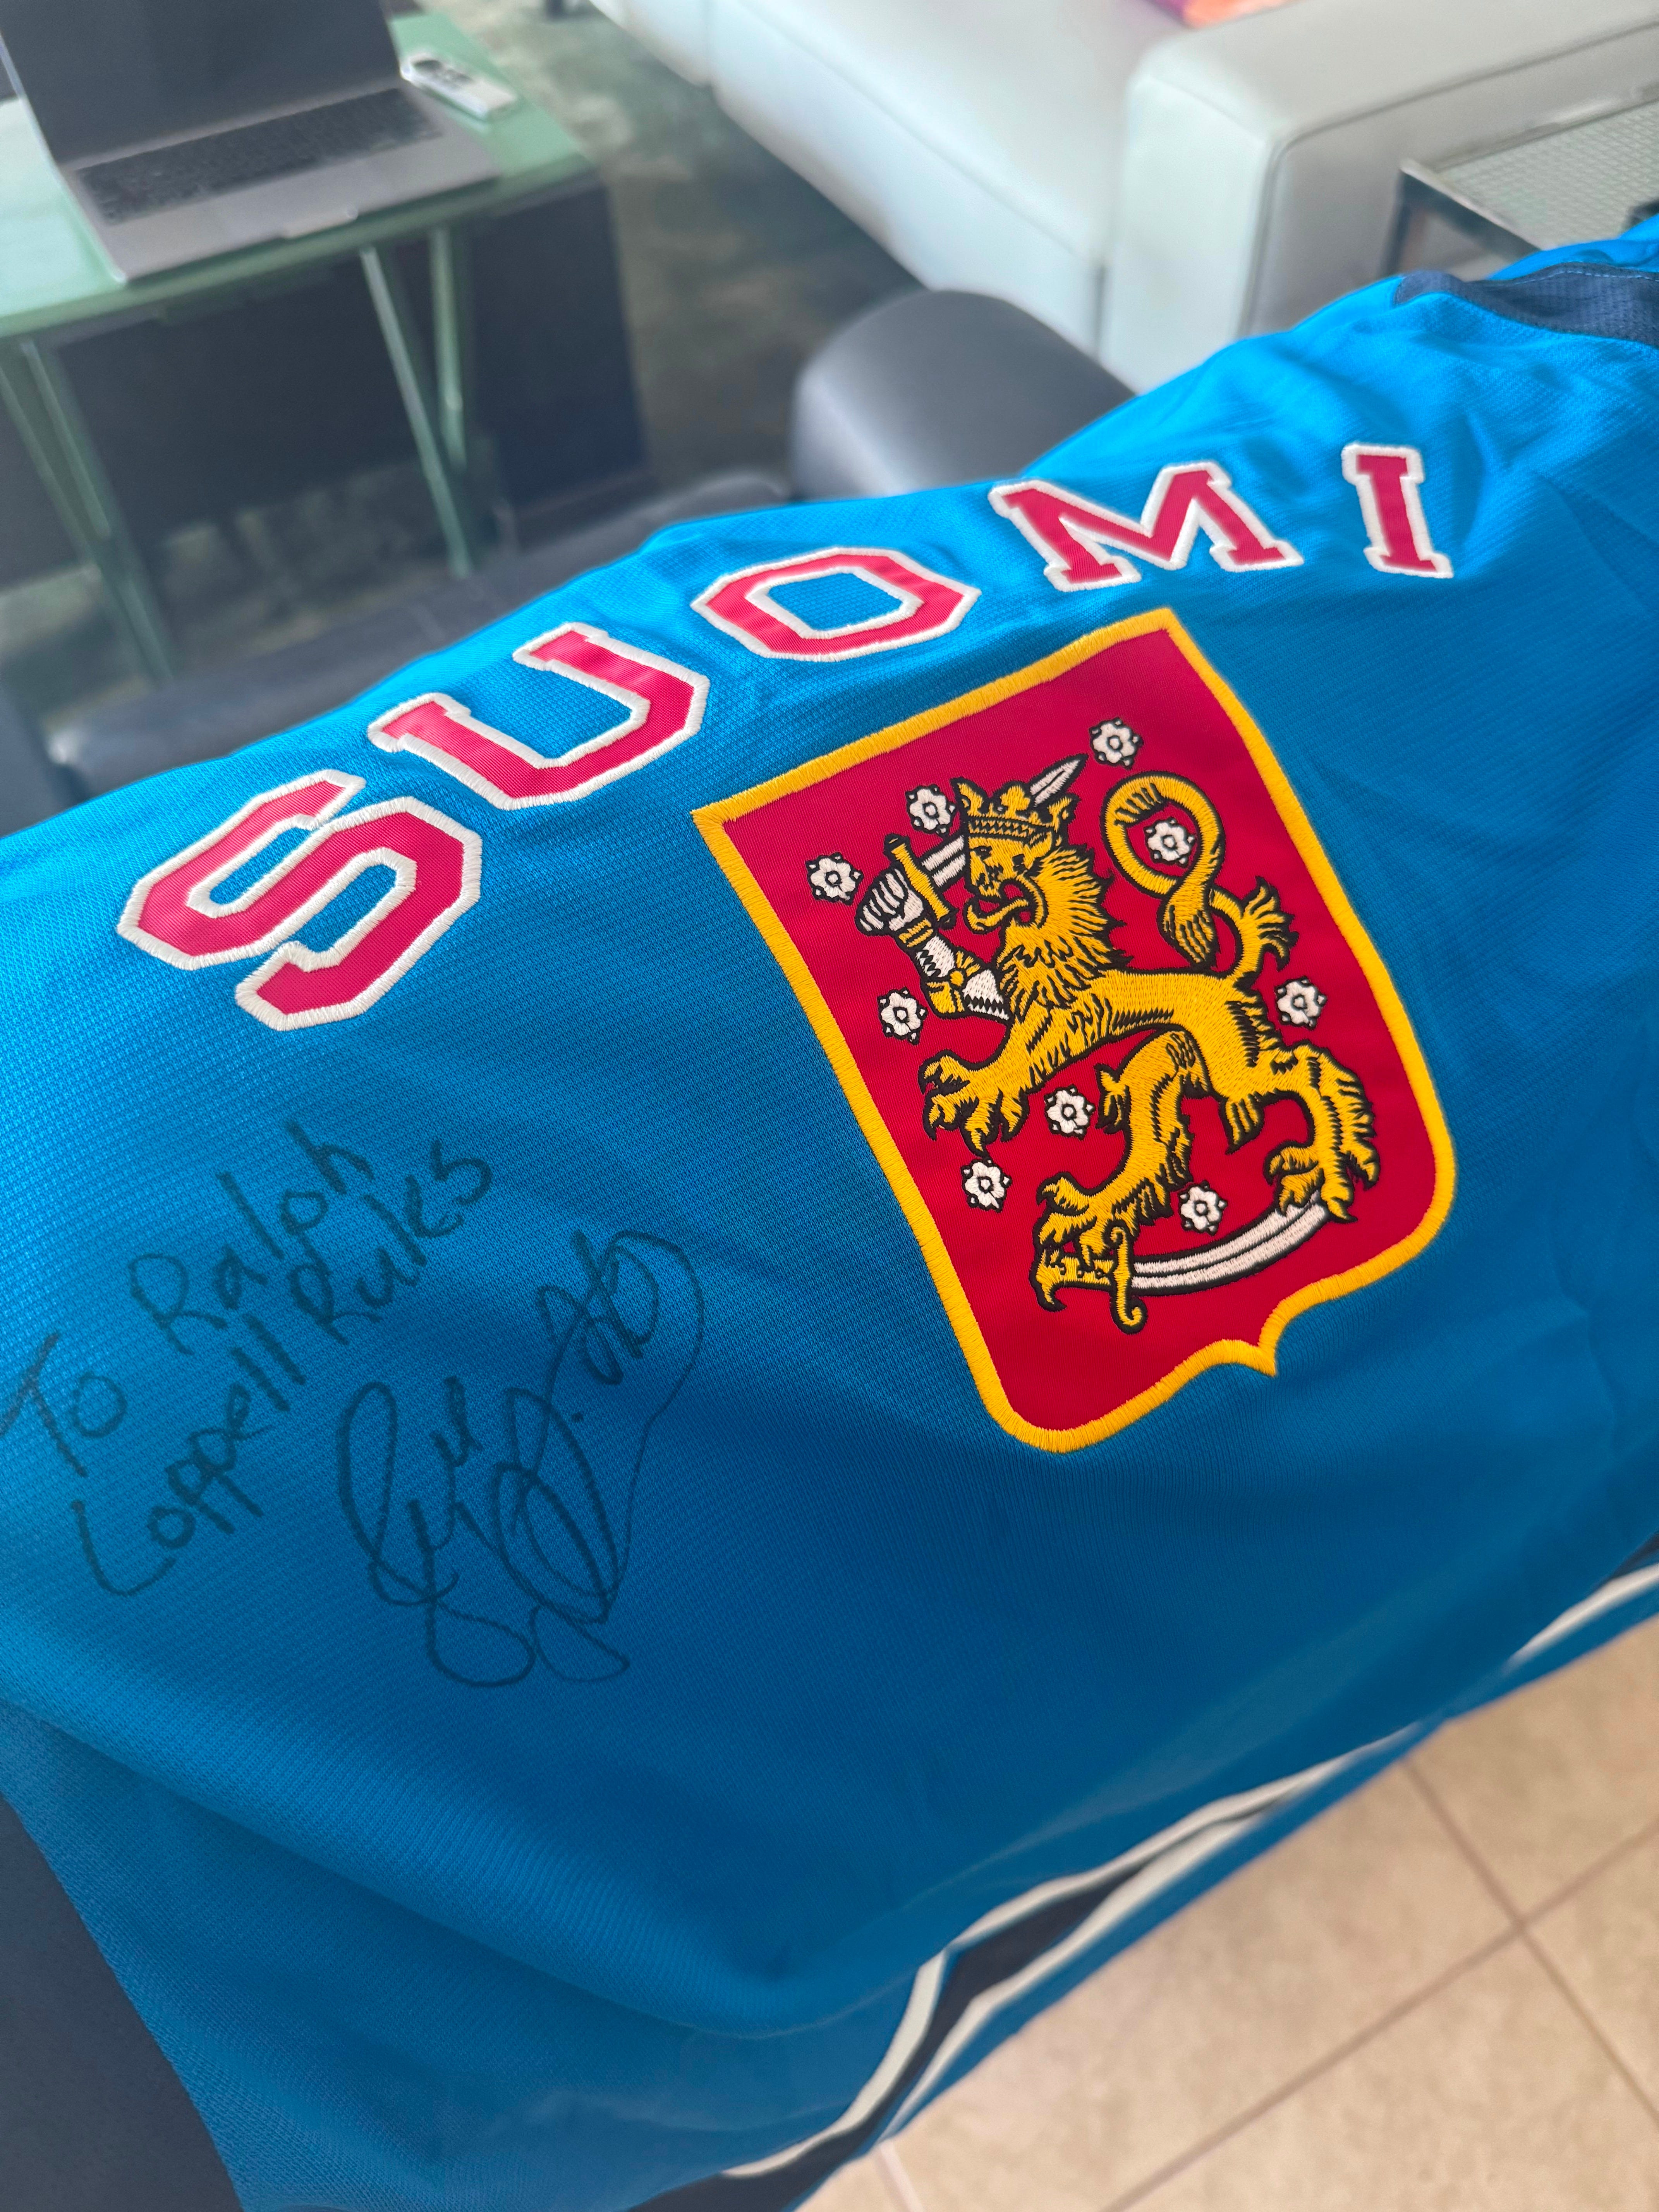 SUOMI
To Ralph
Coppell Rules